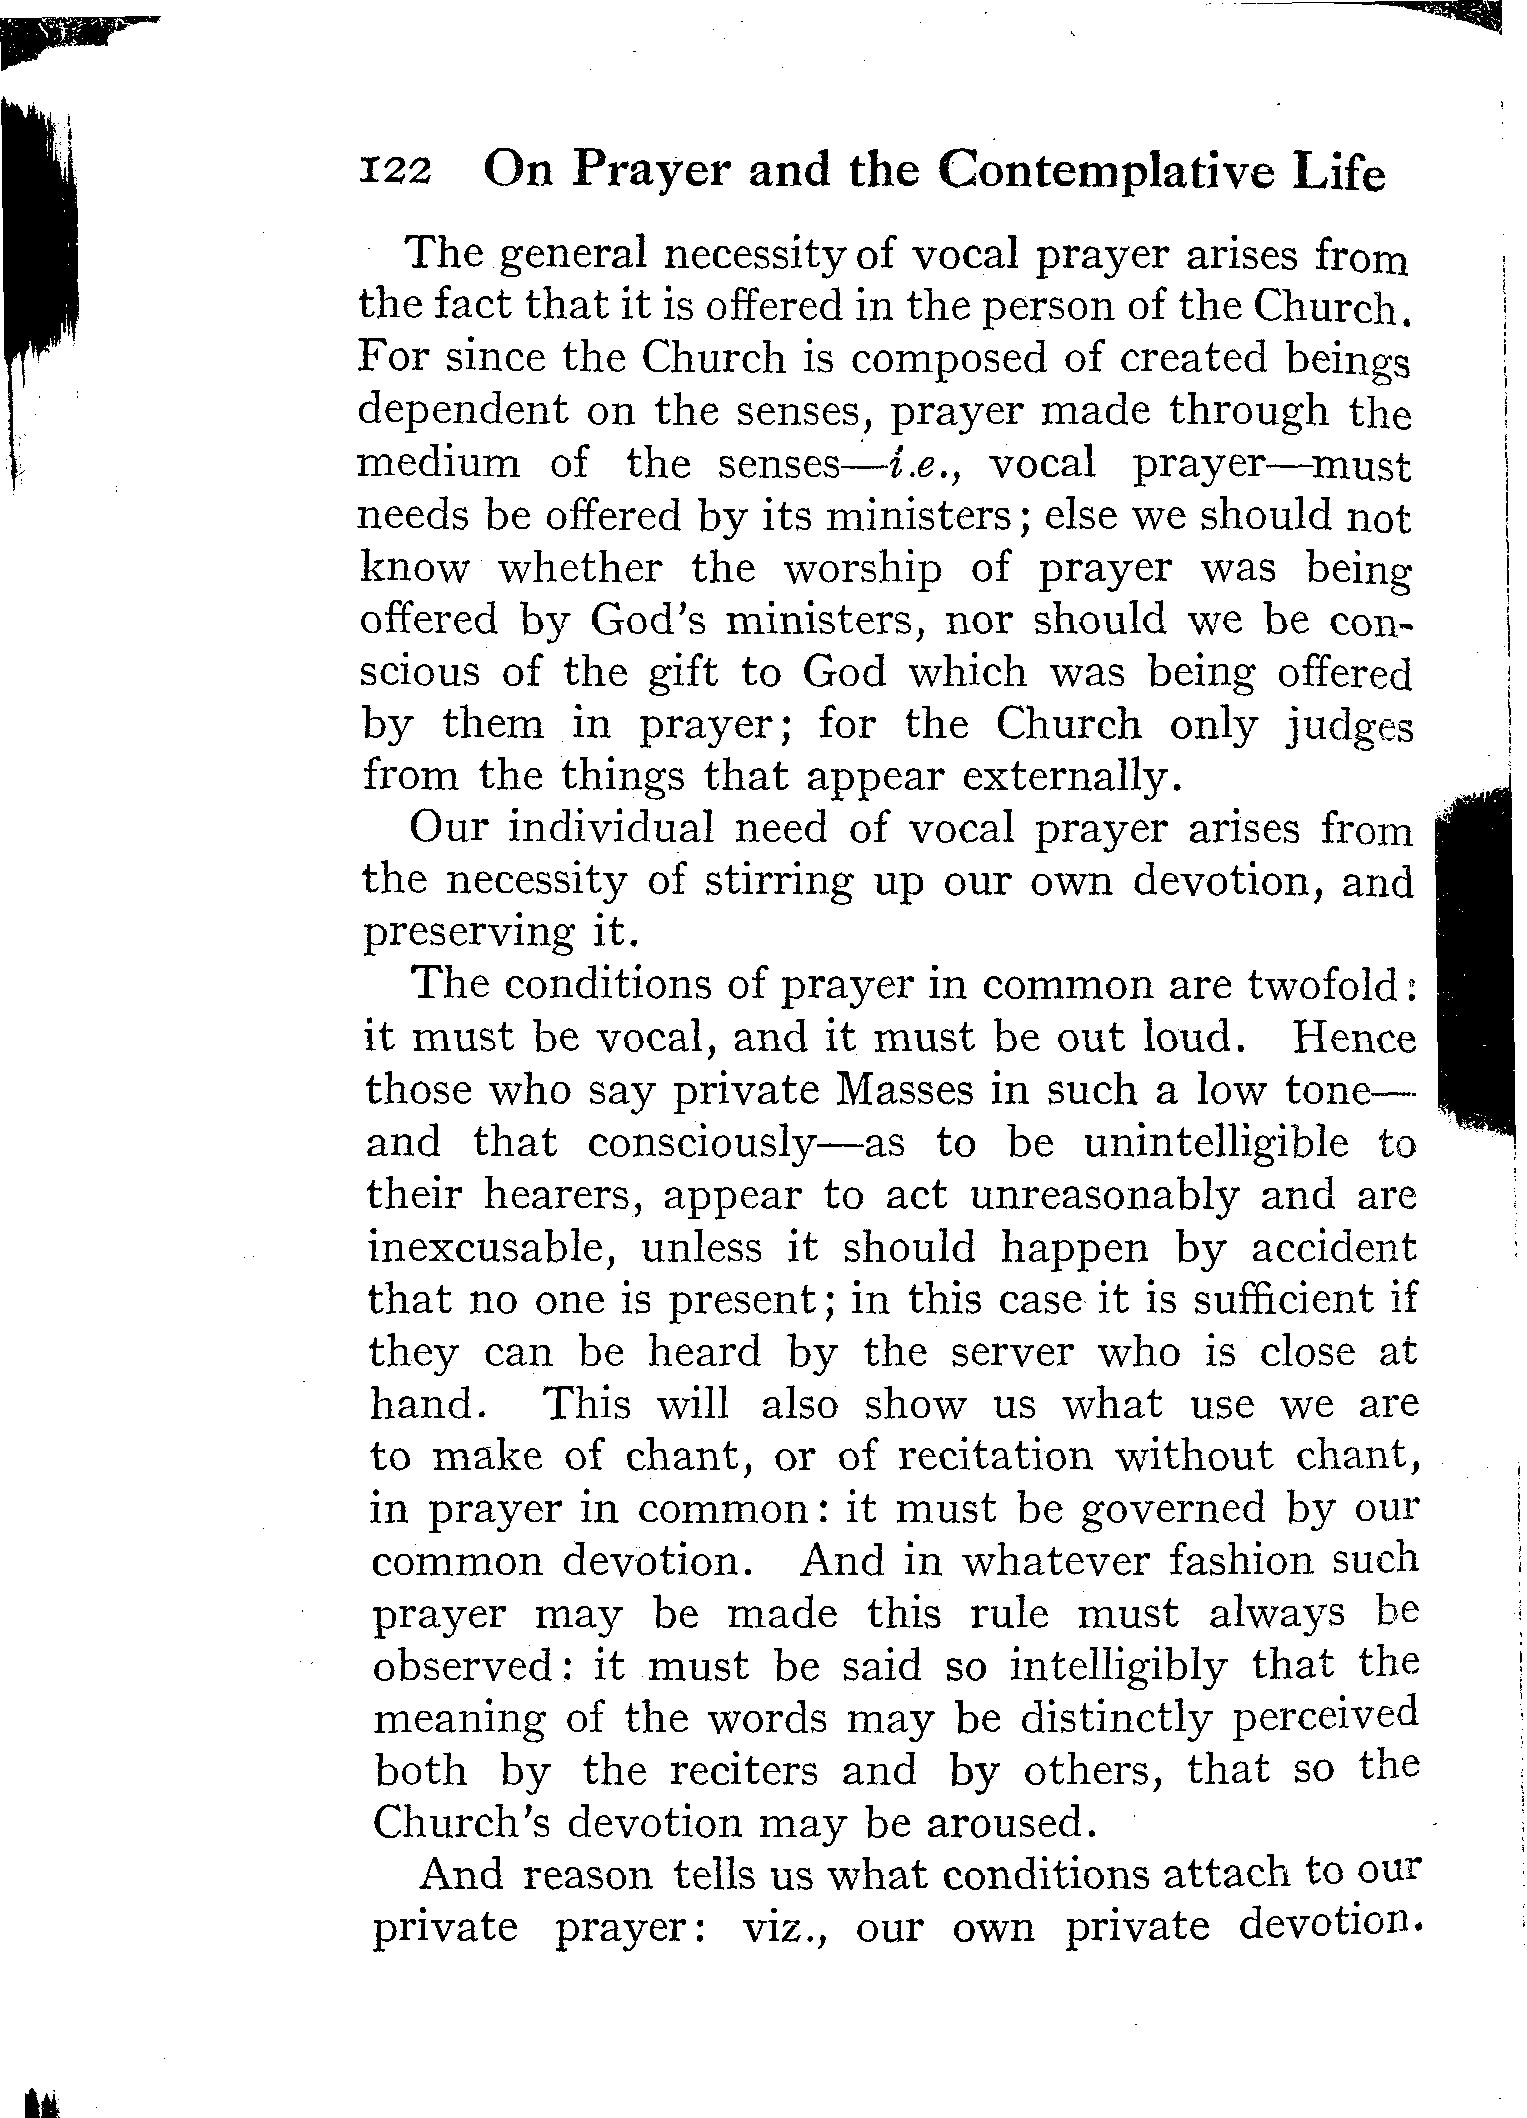 122 On Prayer and the Contemplative Life
The general necessity of vocal prayer arises from
the fact that it is offered in the person of the Church.
For since the Church is composed of created beings
dependent on the senses, prayer made through the
medium of the senses—i.e., vocal prayer—must
needs be offered by its ministers; else we should not
know whether the worship of prayer was being
offered by God's ministers, nor should we be con-
scious of the gift to God which was being offered
by them in prayer; for the Church only judges
from the things that appear externally.
Our individual need of vocal prayer arises from
the necessity of stirring up our own devotion, and
preserving it.
The conditions of prayer in common are twofold:
it must be vocal, and it must be out loud. Hence
those who say private Masses in such a low tone—
and that consciously—as to be unintelligible to
their hearers, appear to act unreasonably and are
inexcusable, unless it should happen by accident
that no one is present; in this case it is sufficient if
they can be heard by the server who is close at
hand. This will also show us what use we are
to make of chant, or of recitation without chant,
in prayer in common: it must be governed by our
common devotion. And in whatever fashion such
prayer may be made this rule must always be
observed: it must be said so intelligibly that the
meaning of the words may be distinctly perceived
both by the reciters and by others, that so the
Church's devotion may be aroused.
And reason tells us what conditions attach to our
private prayer: viz., our own private devotion.